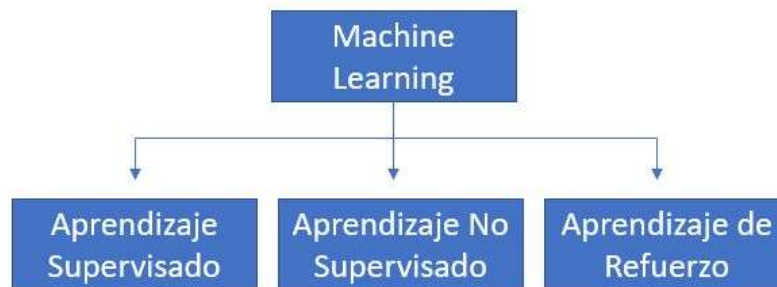 Machine
Learning
Aprendizaje
Supervisado
Aprendizaje No
Supervisado
Aprendizaje de
Refuerzo